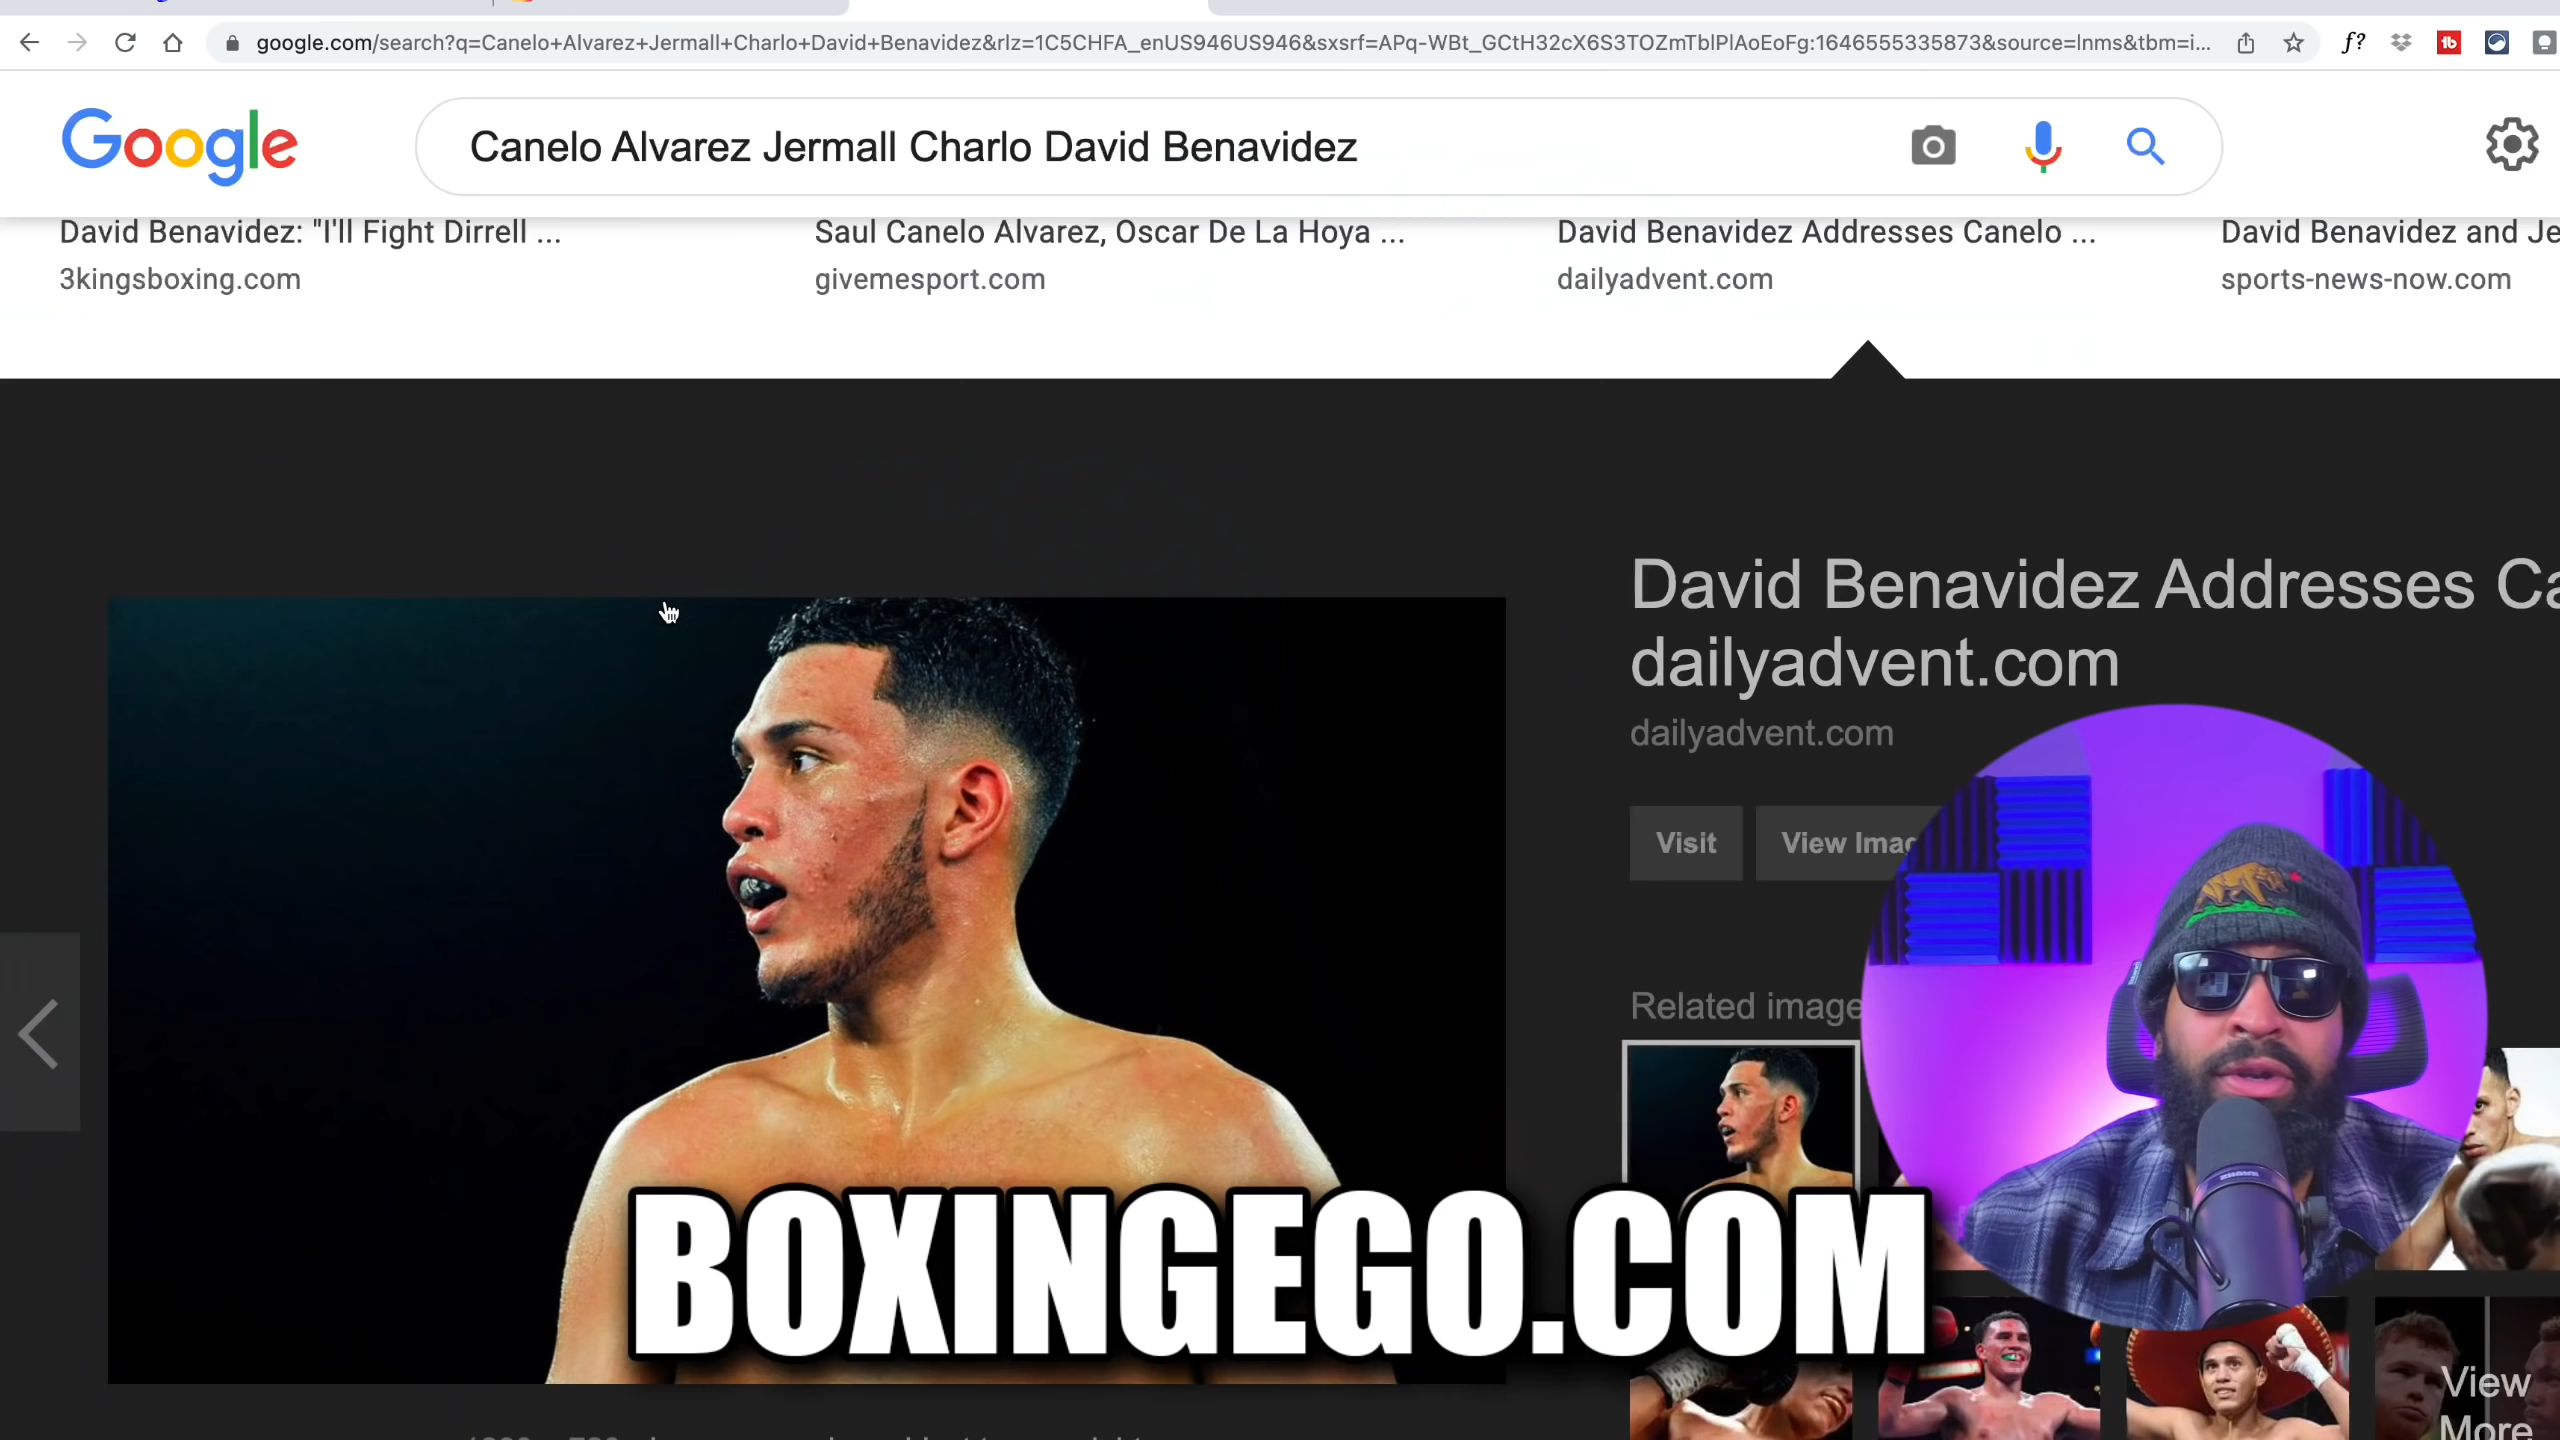 google.com/search?q=Canelo+Alvarez+Jermall+Charlo+David+Benavidez&rlz=1C5CHFA_enUS946US946&sxsrf=APq-WBt_GCtH32cX6S3TOZmTblPlAoEoFg:1646555335873&source=lnms&tbm=i...
f?
Google
Canelo Alvarez Jermall Charlo David Benavidez
David Benavidez: "I'll Fight Dirrell ...
3kingsboxing.com
Saul Canelo Alvarez, Oscar De La Hoya ...
givemesport.com
David Benavidez Addresses Canelo ...
dailyadvent.com
David Benavidez and Je
sports-news-now.com
David Benavidez Addresses Ca
dailyadvent.com
dailyadvent.com
Visit
View Imag
Related image
BOXINGEGO.COM
View
More